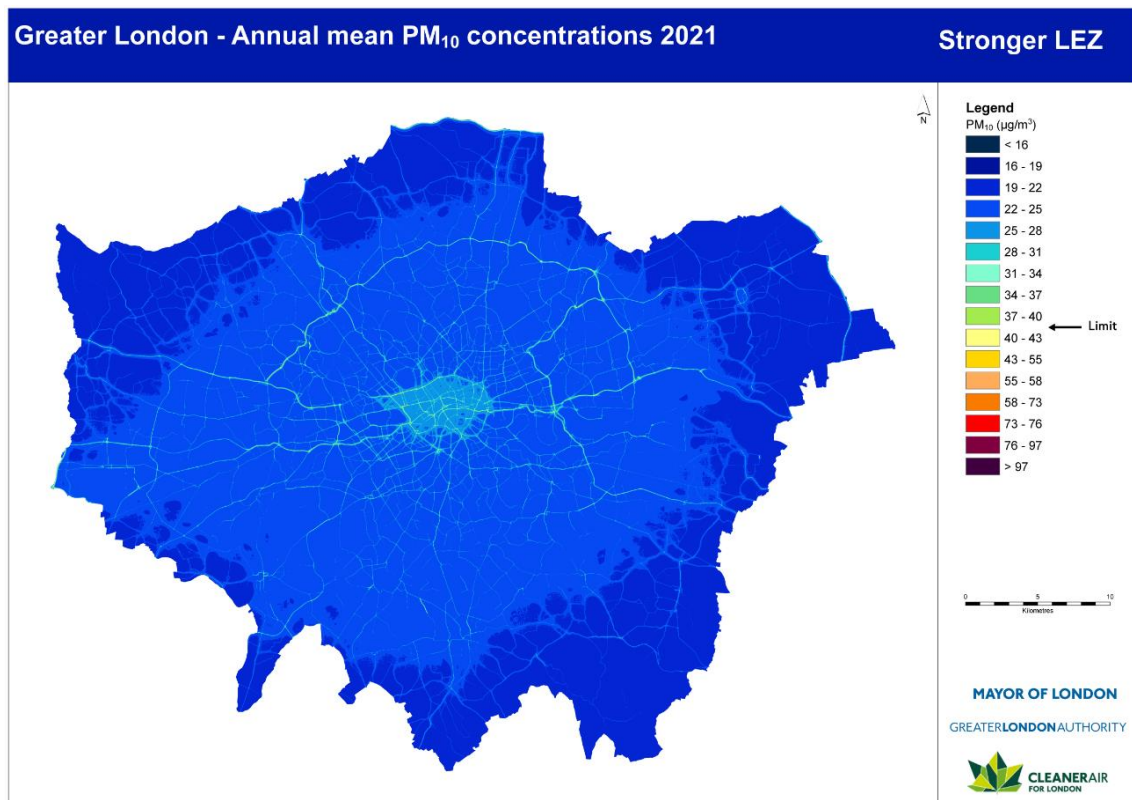 Greater London - Annual mean PM₁₀ concentrations 2021
Stronger LEZ
N
Legend
PM₁₀ (µg/m³)
< 16
16 - 19
19 - 22
22 - 25
25 - 28
28 - 31
31 - 34
34 - 37
37 - 40
Limit
40 - 43
43 - 55
55 - 58
58 - 73
73 - 76
76 - 97
> 97
0 5 10
Kilometres
MAYOR OF LONDON
GREATERLONDONAUTHORITY
CLEANERAIR
FOR LONDON